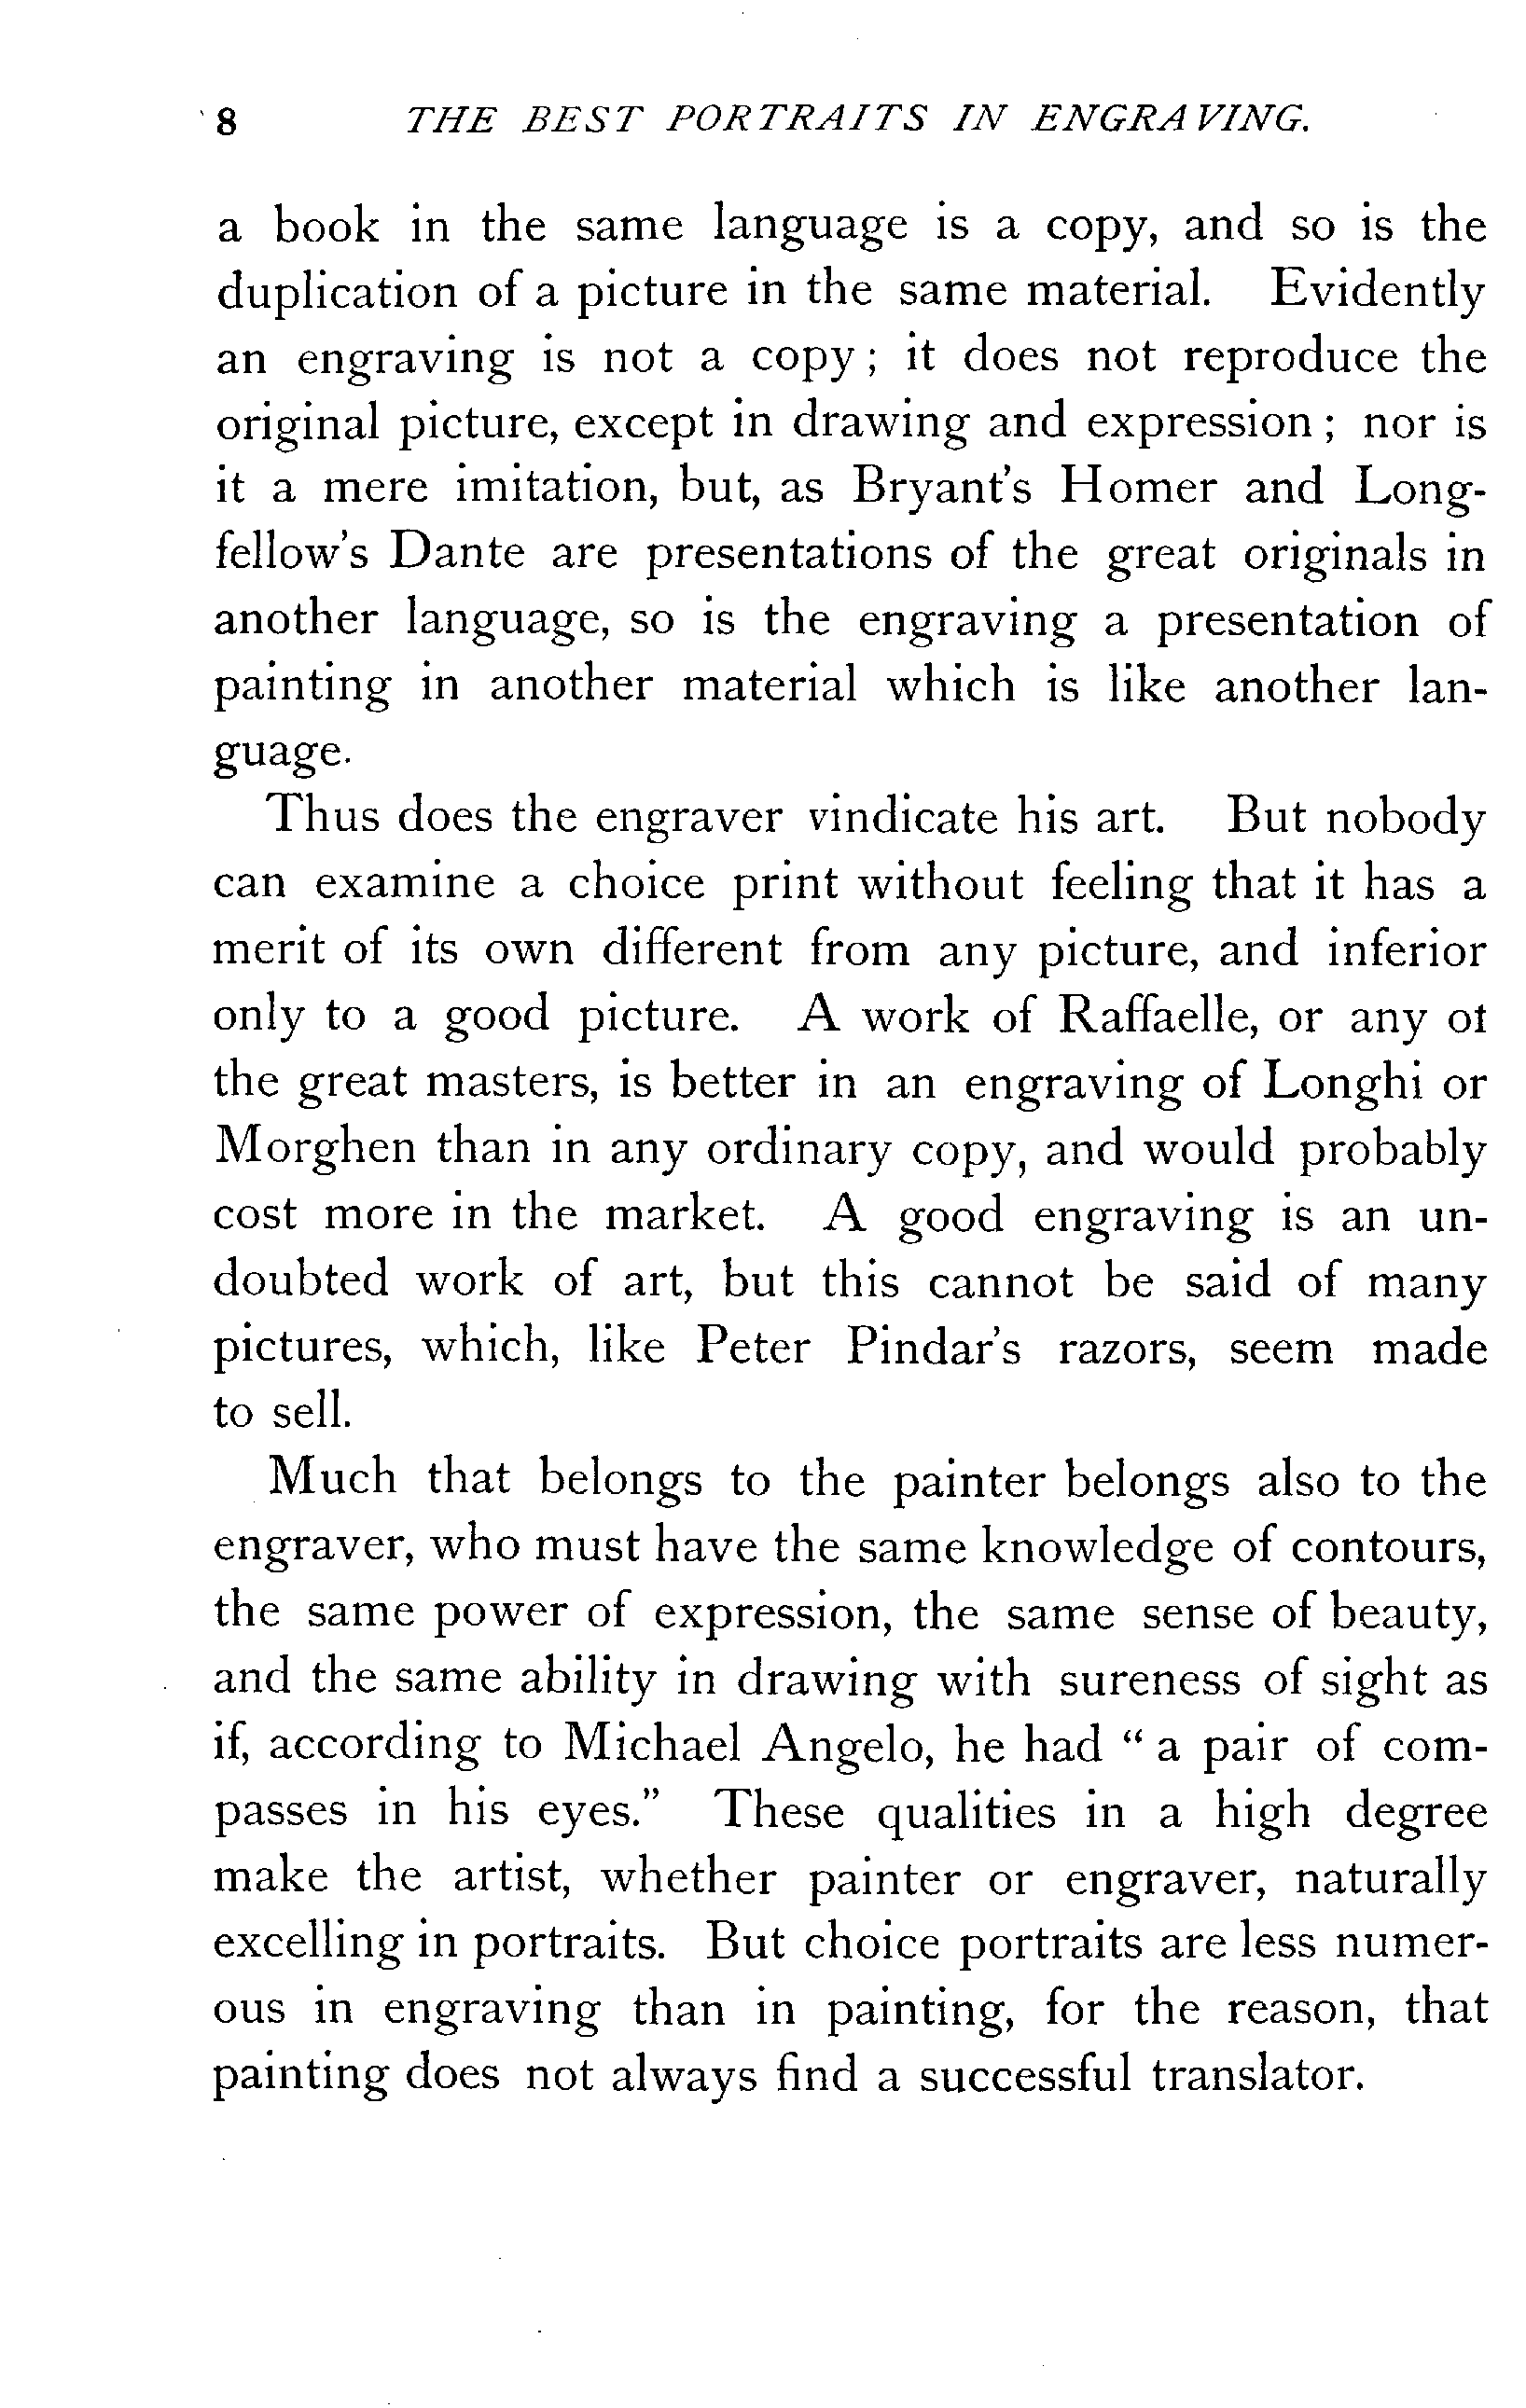 8 THE BEST PORTRAITS IN ENGRAVING.
a book in the same language is a copy, and so is the
duplication of a picture in the same material. Evidently
an engraving is not a copy; it does not reproduce the
original picture, except in drawing and expression; nor is
it a mere imitation, but, as Bryant's Homer and Long-
fellow's Dante are presentations of the great originals in
another language, so is the engraving a presentation of
painting in another material which is like another lan-
guage.
Thus does the engraver vindicate his art. But nobody
can examine a choice print without feeling that it has a
merit of its own different from any picture, and inferior
only to a good picture. A work of Raffaelle, or any of
the great masters, is better in an engraving of Longhi or
Morghen than in any ordinary copy, and would probably
cost more in the market. A good engraving is an un-
doubted work of art, but this cannot be said of many
pictures, which, like Peter Pindar's razors, seem made
to sell.
Much that belongs to the painter belongs also to the
engraver, who must have the same knowledge of contours,
the same power of expression, the same sense of beauty,
and the same ability in drawing with sureness of sight as
if, according to Michael Angelo, he had "a pair of com-
passes in his eyes." These qualities in a high degree
make the artist, whether painter or engraver, naturally
excelling in portraits. But choice portraits are less numer-
ous in engraving than in painting, for the reason, that
painting does not always find a successful translator.